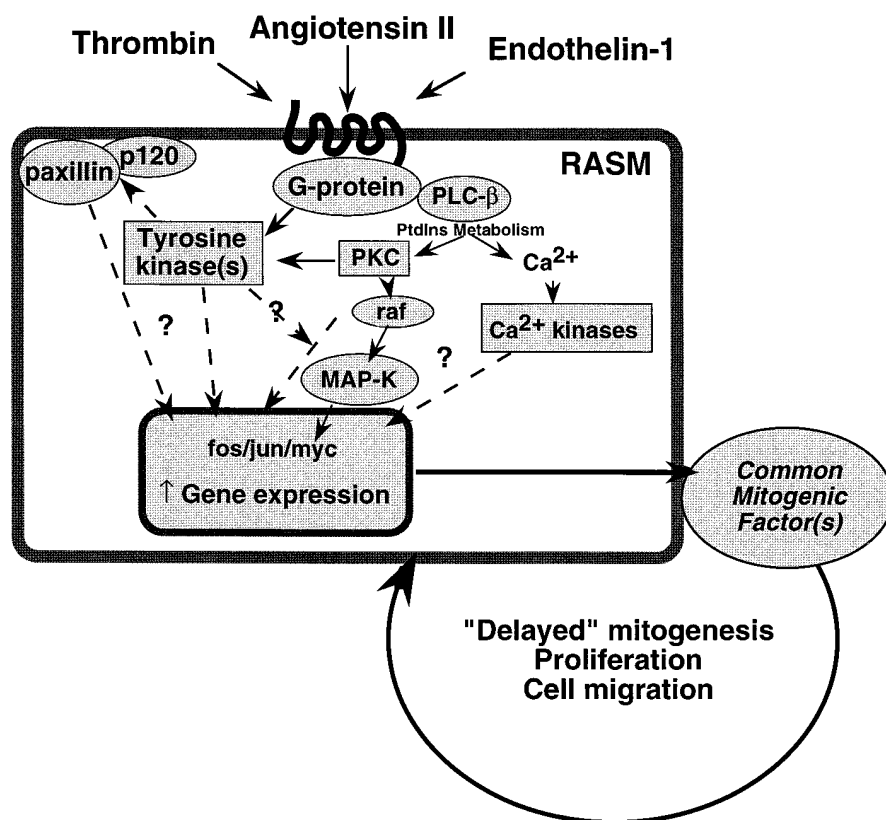 Thrombin
Angiotensin II
Endothelin-1
RASM
paxillin
p120
G-protein
PLC-β
PtdIns Metabolism
Tyrosine
kinase(s)
PKC
Ca2+
raf
Ca2+ kinases
?
?
?
MAP-K
fos/jun/myc
↑ Gene expression
Common
Mitogenic
Factor(s)
"Delayed" mitogenesis
Proliferation
Cell migration